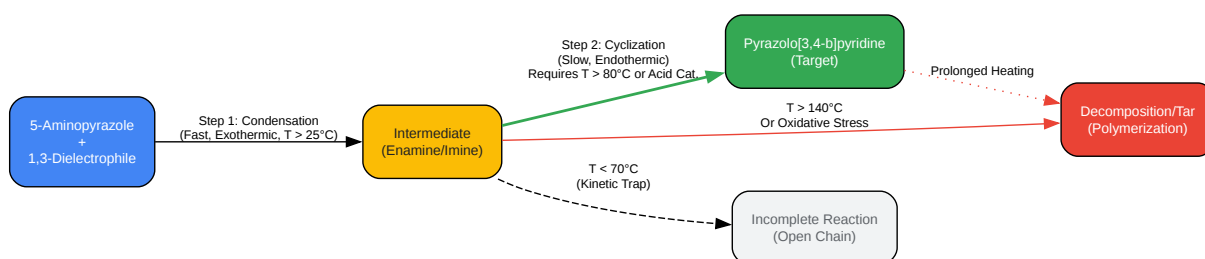 5-Aminopyrazole
+
1,3-Dielectrophile
Step 1: Condensation
(Fast, Exothermic, T > 25°C)
Intermediate
(Enamine/Imine)
Step 2: Cyclization
(Slow, Endothermic)
Requires T > 80°C or Acid Cat.
Pyrazolo[3,4-b]pyridine
(Target)
Prolonged Heating
T > 140°C
Or Oxidative Stress
Decomposition/Tar
(Polymerization)
T < 70°C
(Kinetic Trap)
Incomplete Reaction
(Open Chain)